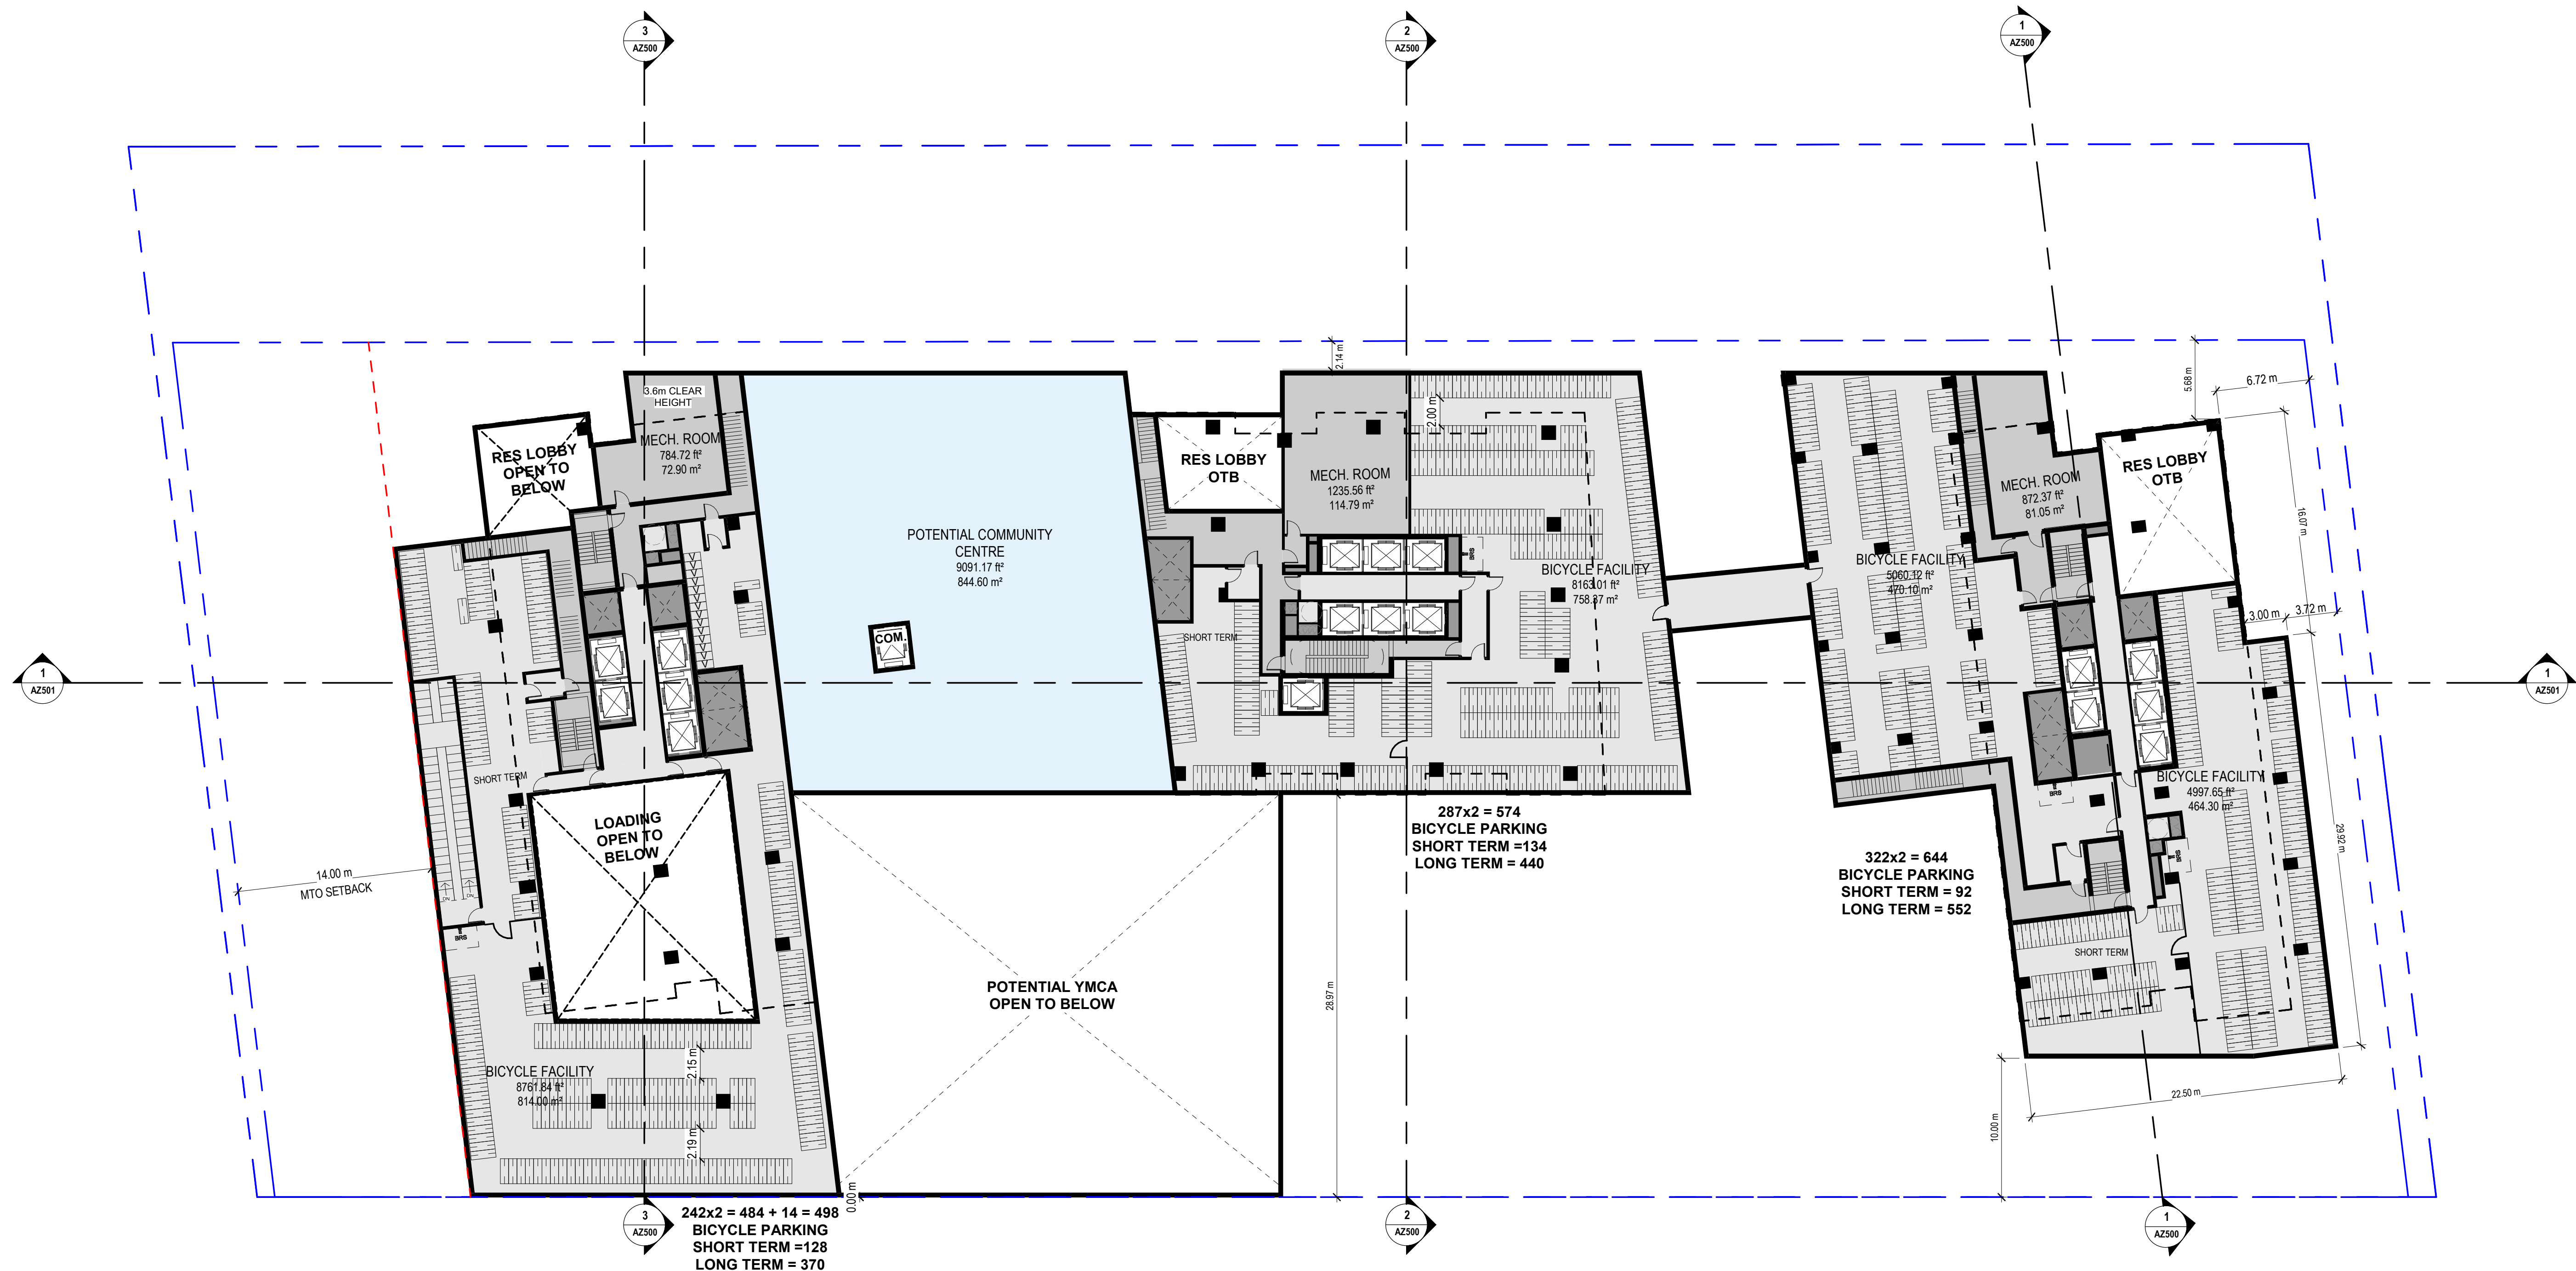 3
AZ500
2
AZ500
1
AZ500
2.14 m
5.68 m
6.72 m
3.6m CLEAR
HEIGHT
MECH. ROOM
784.72 ft²
72.90 m²
RES LOBBY
OPEN TO
BELOW
POTENTIAL COMMUNITY
CENTRE
9091.17 ft²
844.60 m²
COM.
RES LOBBY
OTB
MECH. ROOM
1235.56 ft²
114.79 m²
2.00 m
BRS
BICYCLE FACILITY
8163.01 ft²
758.37 m²
SHORT TERM
BICYCLE FACILITY
5060.12 ft²
470.10 m²
MECH. ROOM
872.37 ft²
81.05 m²
RES LOBBY
OTB
16.07 m
3.00 m
3.72 m
1
AZ501
1
AZ501
SHORT TERM
LOADING
OPEN TO
BELOW
14.00 m
MTO SETBACK
DN
DN
BRS
BICYCLE FACILITY
8761.84 ft²
814.00 m²
2.15 m
2.19 m
POTENTIAL YMCA
OPEN TO BELOW
28.97 m
0.00 m
287x2 = 574
BICYCLE PARKING
SHORT TERM =134
LONG TERM = 440
322x2 = 644
BICYCLE PARKING
SHORT TERM = 92
LONG TERM = 552
BRS
BICYCLE FACILITY
4997.65 ft²
464.30 m²
BRS
29.92 m
SHORT TERM
10.00 m
22.50 m
3
AZ500
242x2 = 484 + 14 = 498
BICYCLE PARKING
SHORT TERM =128
LONG TERM = 370
2
AZ500
1
AZ500